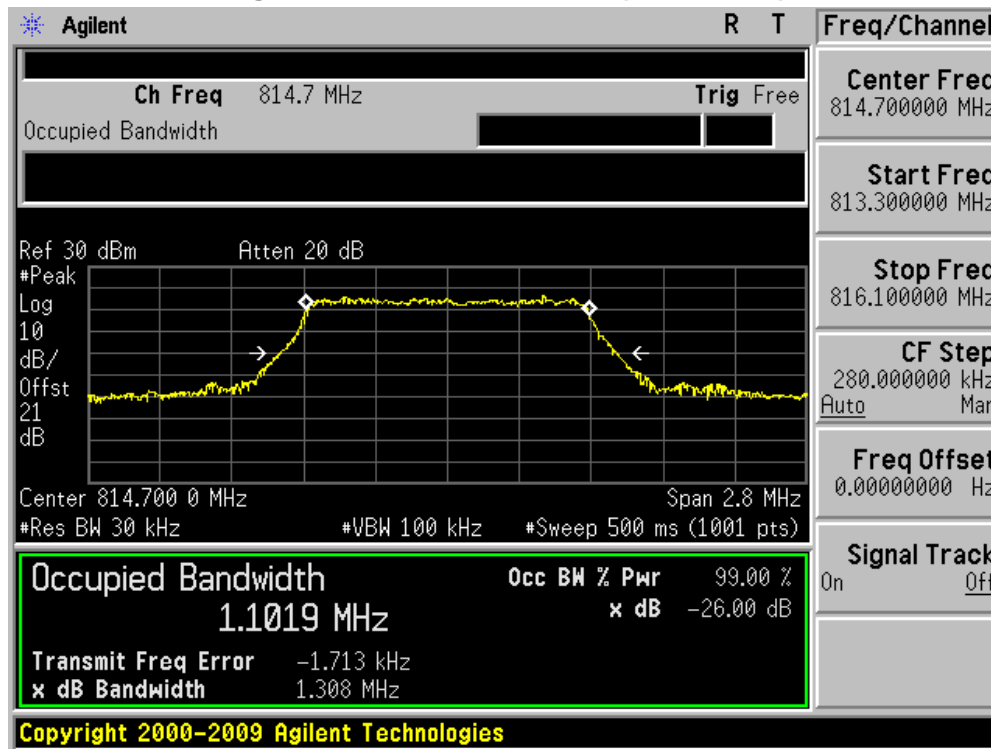 Agilent R T Freq/Channel
Ch Freq 814.7 MHz Trig Free
Occupied Bandwidth
Center Freq
814.700000 MHz
Start Freq
813.300000 MHz
Stop Freq
816.100000 MHz
CF Step
280.000000 kHz
Auto Man
Freq Offset
0.00000000 Hz
Signal Track
On Off
Ref 30 dBm Atten 20 dB
#Peak
Log
10
dB/
Offst
21
dB
Center 814.700 0 MHz Span 2.8 MHz
#Res BW 30 kHz #VBW 100 kHz #Sweep 500 ms (1001 pts)
Occupied Bandwidth Occ BW % Pwr 99.00 %
1.1019 MHz x dB -26.00 dB
Transmit Freq Error -1.713 kHz
x dB Bandwidth 1.308 MHz
Copyright 2000-2009 Agilent Technologies